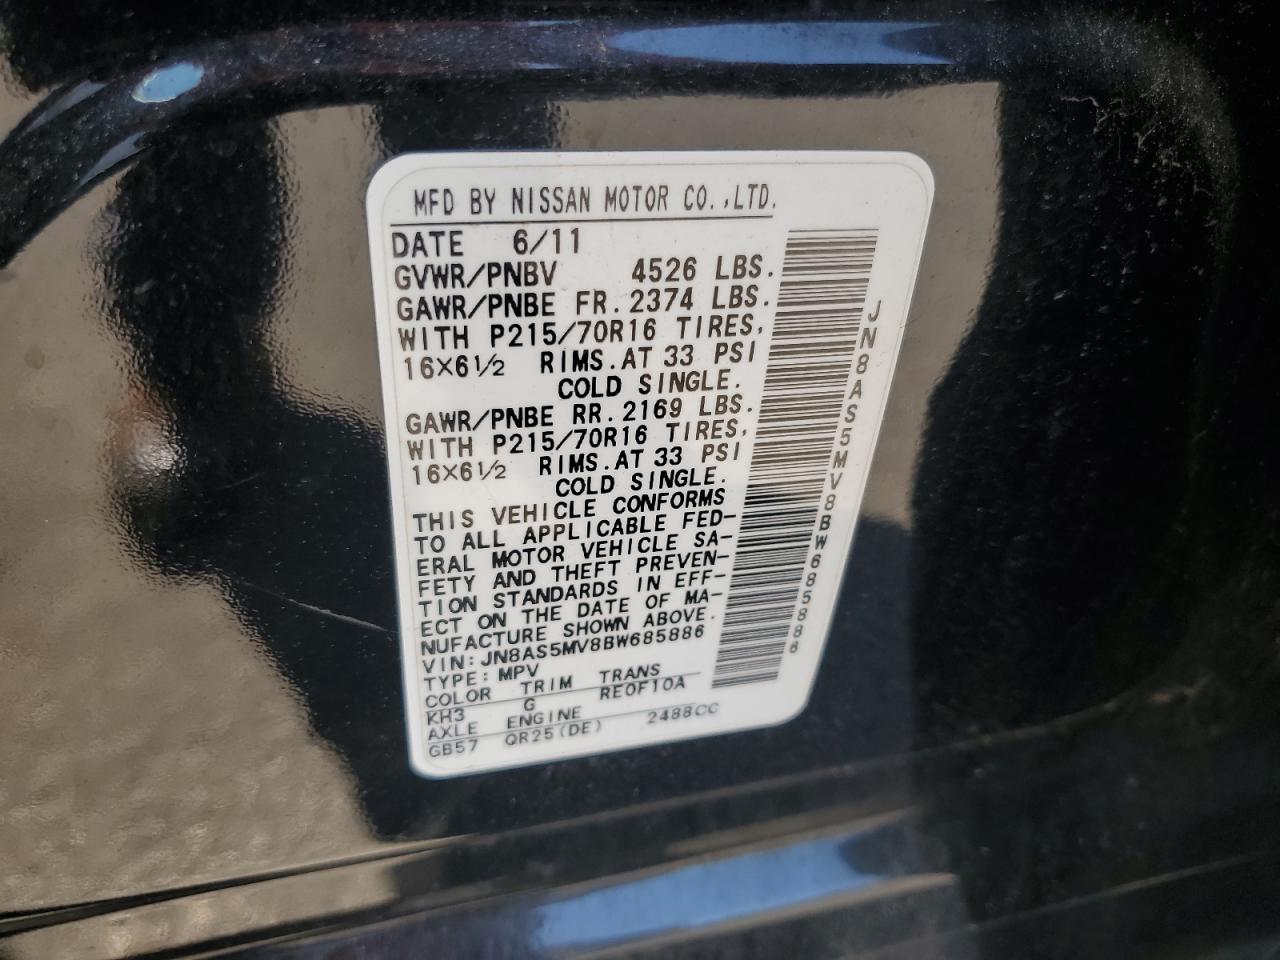 MFD BY NISSAN MOTOR CO.,LTD.
DATE 6/11
GVWR/PNBV 4526 LBS.
GAWR/PNBE FR. 2374 LBS.
WITH P215/70R16 TIRES,
16X6½ RIMS. AT 33 PSI
COLD SINGLE.
GAWR/PNBE RR. 2169 LBS.
WITH P215/70R16 TIRES,
16X6½ RIMS. AT 33 PSI
COLD SINGLE.
THIS VEHICLE CONFORMS
TO ALL APPLICABLE FED-
ERAL MOTOR VEHICLE SA-
FETY AND THEFT PREVEN-
TION STANDARDS IN EFF-
ECT ON THE DATE OF MA-
NUFACTURE SHOWN ABOVE.
VIN: JN8AS5MV8BW685886
TYPE: MPV
COLOR TRIM TRANS
KH3 G RE0F10A
AXLE ENGINE
GB57 QR25(DE) 2488CC
JN8AS5MV8BW685886